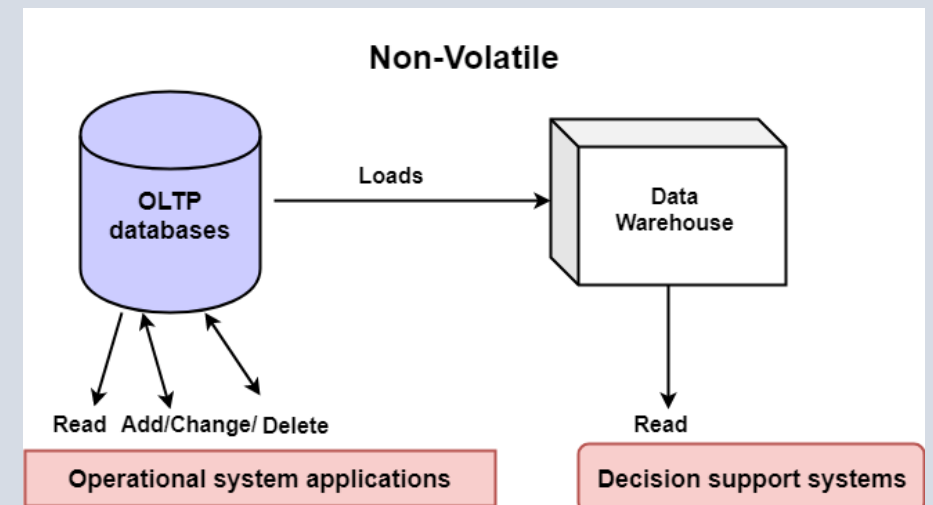 Non-Volatile
OLTP
databases
Loads
Data
Warehouse
Read Add/Change/ Delete
Read
Operational system applications
Decision support systems